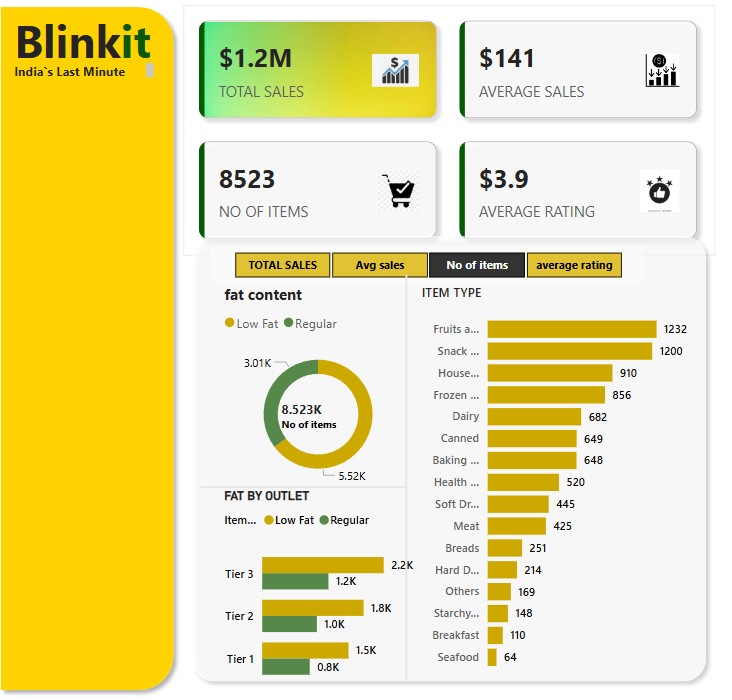 Blinkit
India`s Last Minute
$1.2M
TOTAL SALES
$141
AVERAGE SALES
8523
NO OF ITEMS
$3.9
AVERAGE RATING
TOTAL SALES
Avg sales
No of items
average rating
fat content
Low Fat Regular
3.01K
8.523K
No of items
5.52K
FAT BY OUTLET
Item... Low Fat Regular
Tier 3 2.2K
1.2K
Tier 2 1.8K
1.0K
Tier 1 1.5K
0.8K
ITEM TYPE
Fruits a... 1232
Snack ... 1200
House... 910
Frozen ... 856
Dairy 682
Canned 649
Baking ... 648
Health ... 520
Soft Dr... 445
Meat 425
Breads 251
Hard D... 214
Others 169
Starchy... 148
Breakfast 110
Seafood 64